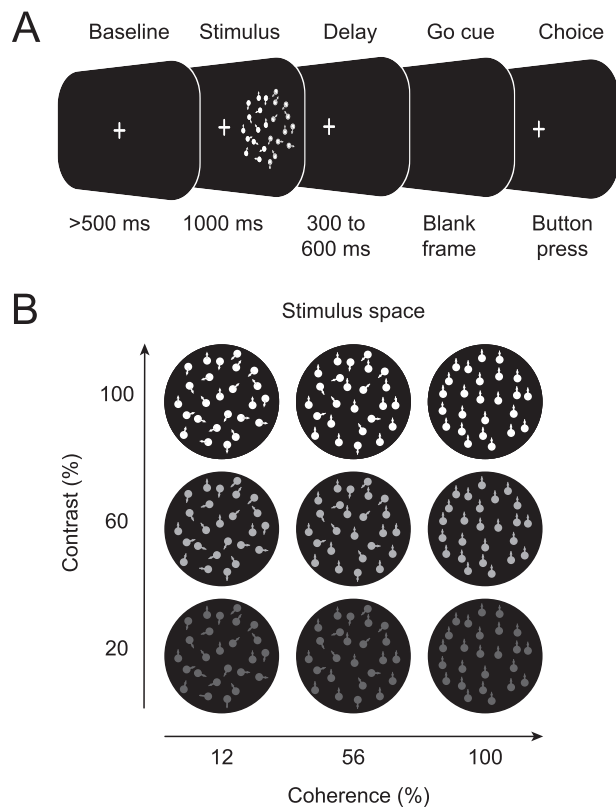 A
Baseline Stimulus Delay Go cue Choice
>500 ms 1000 ms 300 to 600 ms Blank frame Button press
B
Stimulus space
Contrast (%)
100
60
20
12 56 100
Coherence (%)